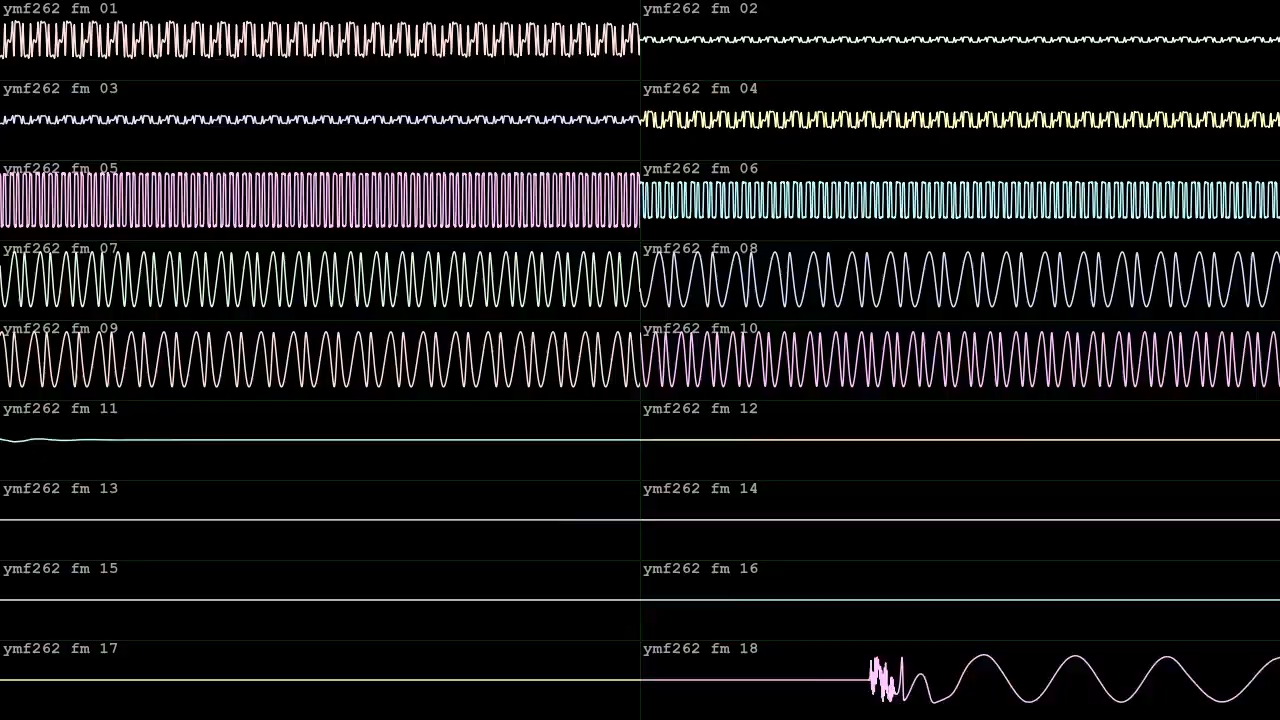 ymf262 fm 01
ymf262 fm 02
ymf262 fm 03
ymf262 fm 04
ymf262 fm 05
ymf262 fm 06
ymf262 fm 07
ymf262 fm 08
ymf262 fm 09
ymf262 fm 10
ymf262 fm 11
ymf262 fm 12
ymf262 fm 13
ymf262 fm 14
ymf262 fm 15
ymf262 fm 16
ymf262 fm 17
ymf262 fm 18